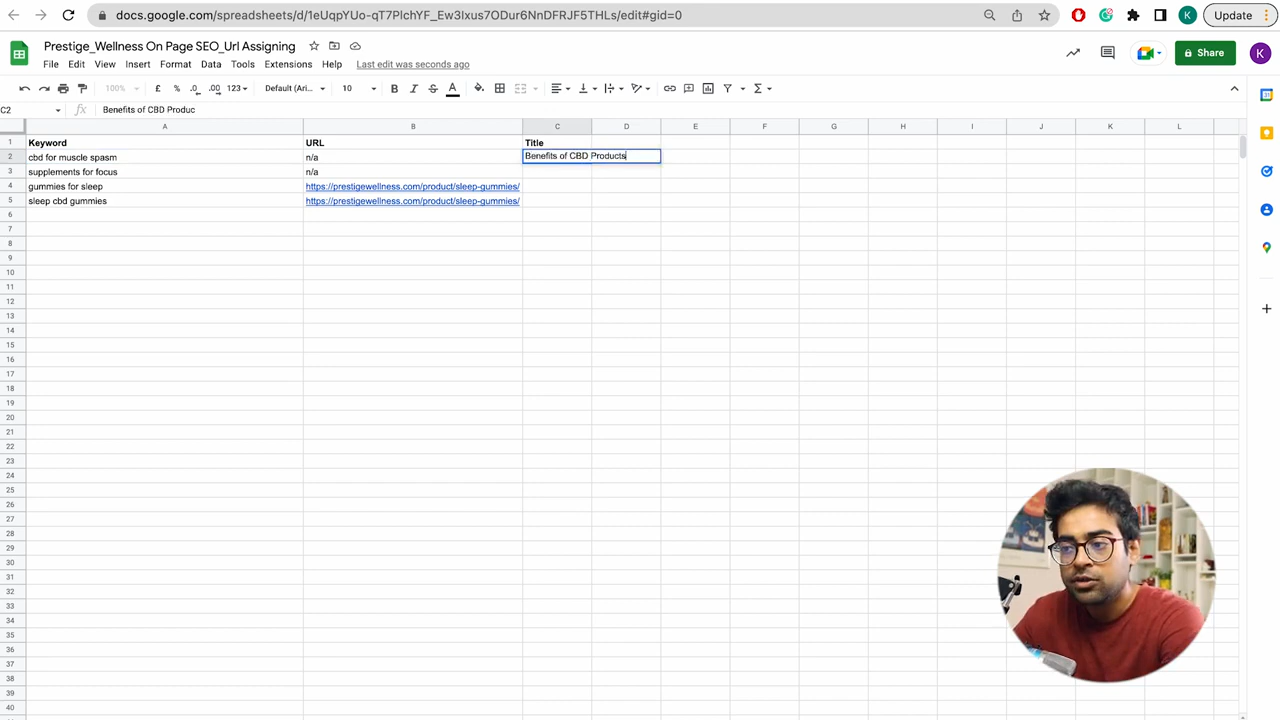 docs.google.com/spreadsheets/d/1eUqpYUo-qT7PlchYF_Ew3Ixus7ODur6NnDFRJF5THLs/edit#gid=0
K
Update
Prestige_Wellness On Page SEO_Url Assigning
File Edit View Insert Format Data Tools Extensions Help Last edit was seconds ago
Share
K
100% £ % .0 .00 123 Default (Ari... 10 B I S A
C2 fx Benefits of CBD Produc
A B C D E F G H I J K L
1 Keyword URL Title
2 cbd for muscle spasm n/a Benefits of CBD Products
3 supplements for focus n/a
4 gummies for sleep https://prestigewellness.com/product/sleep-gummies/
5 sleep cbd gummies https://prestigewellness.com/product/sleep-gummies/
6
7
8
9
10
11
12
13
14
15
16
17
18
19
20
21
22
23
24
25
26
27
28
29
30
31
32
33
34
35
36
37
38
39
40